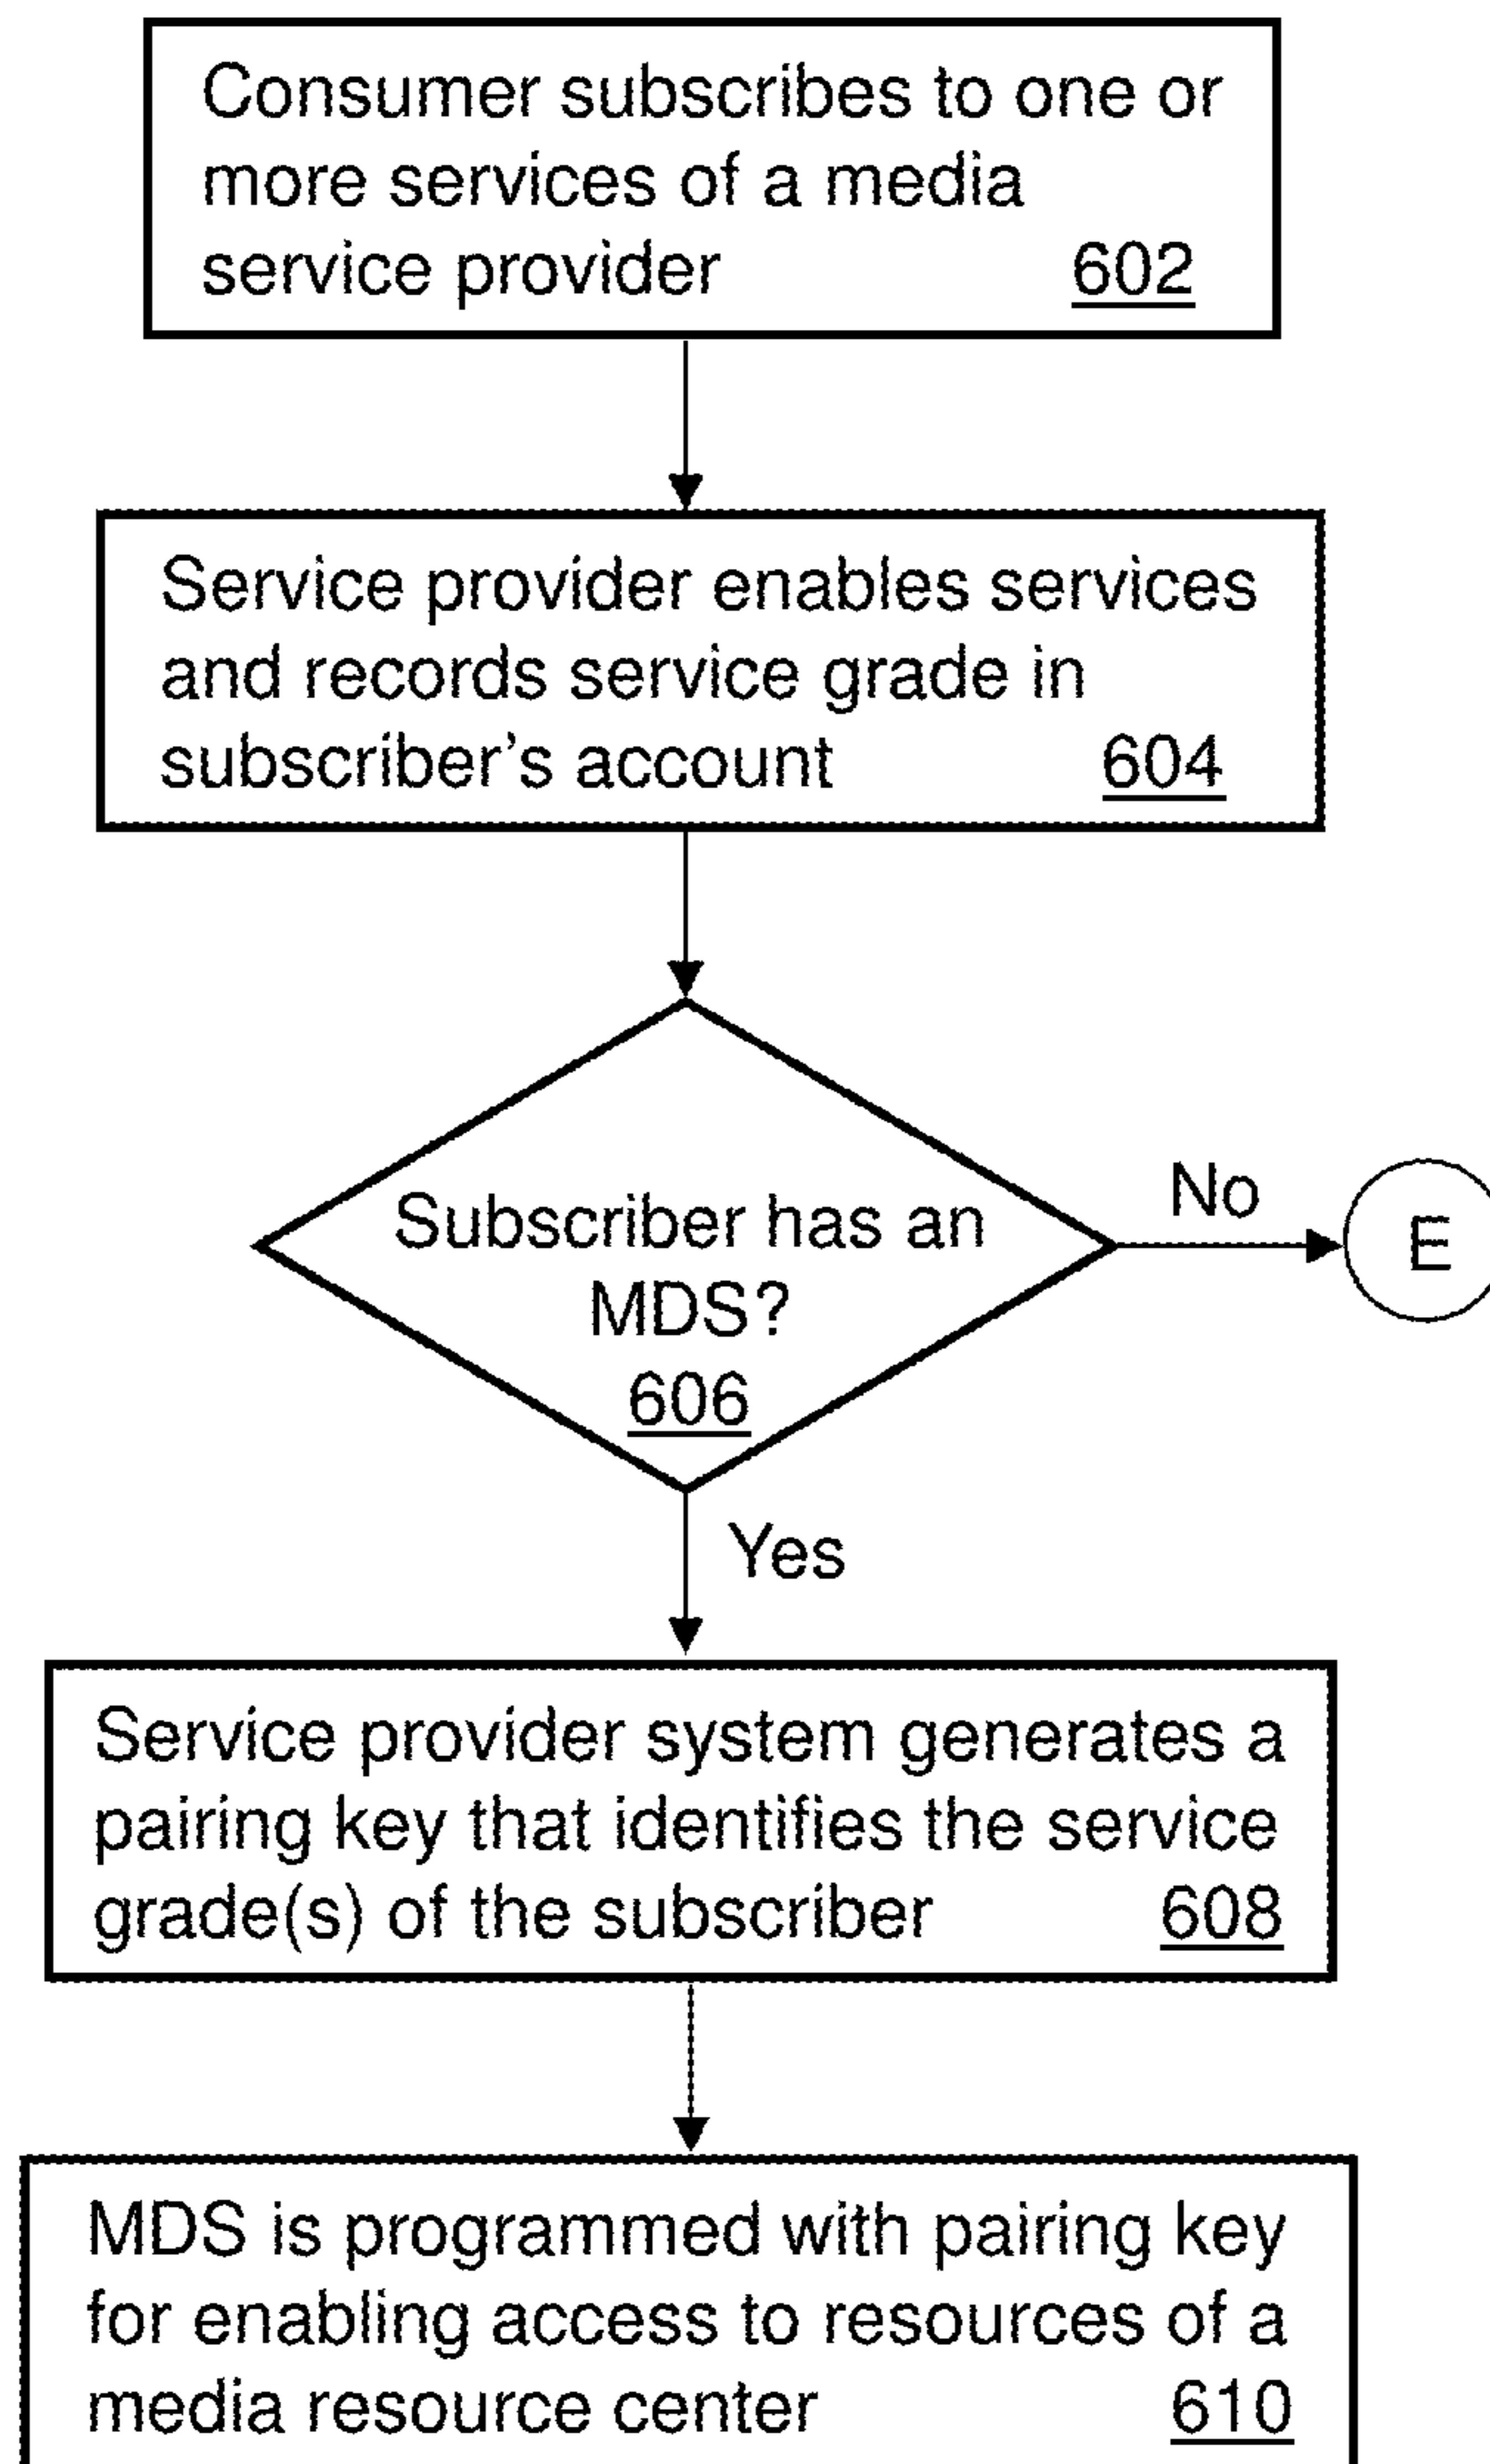 Consumer subscribes to one or
more services of a media
service provider 602
Service provider enables services
and records service grade in
subscriber's account 604
Subscriber has an
MDS?
606
No
E
Yes
Service provider system generates a
pairing key that identifies the service
grade(s) of the subscriber 608
MDS is programmed with pairing key
for enabling access to resources of a
media resource center 610